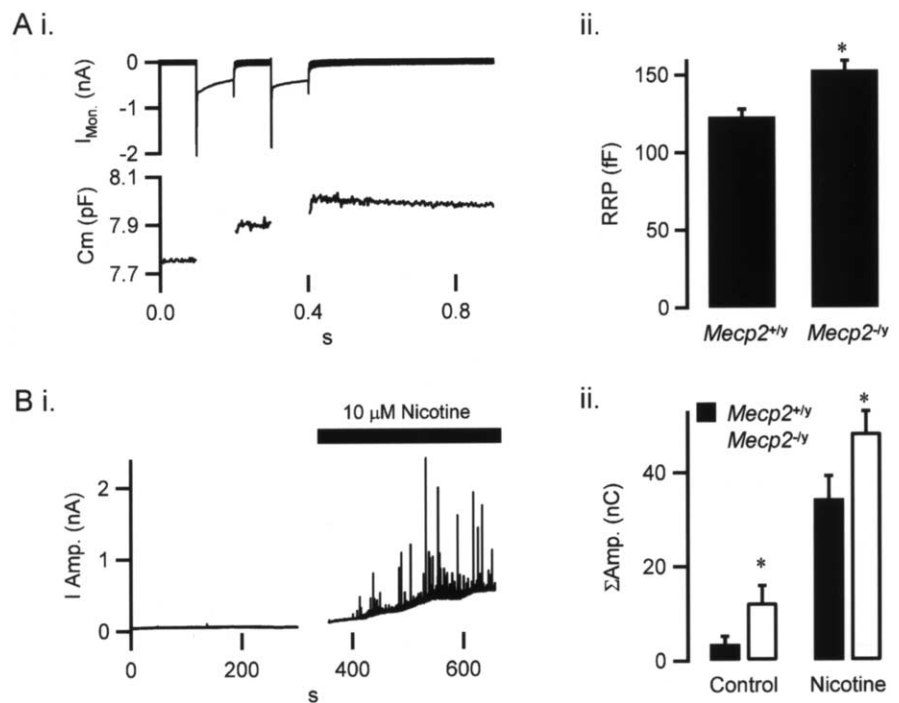 A i.
ii.
I Mon. (nA)
0
-1
-2
Cm (pF)
8.1
7.9
7.7
0.0
0.4
0.8
s
RRP (fF)
150
100
50
0
*
Mecp2+/y
Mecp2-/y
B i.
ii.
10 µM Nicotine
I Amp. (nA)
2
1
0
0
200
400
600
s
Mecp2+/y
Mecp2-/y
ΣAmp. (nC)
40
20
0
*
*
Control
Nicotine